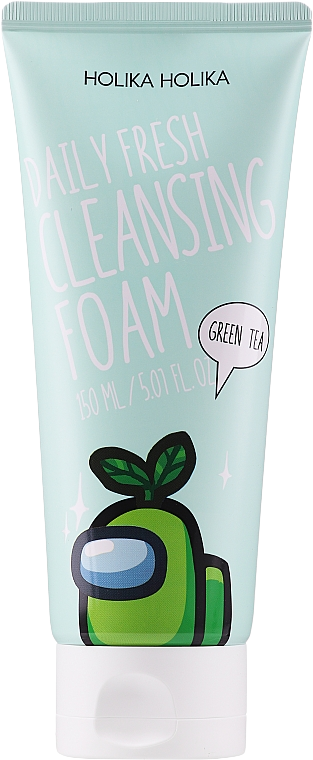 HOLIKA HOLIKA
DAILY FRESH
CLEANSING
FOAM
150 ML / 5.07 FL. OZ
GREEN TEA